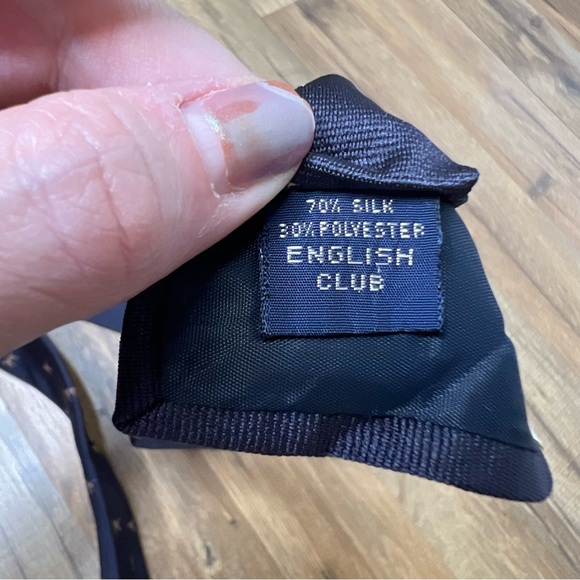 70% SILK
30% POLYESTER
ENGLISH
CLUB